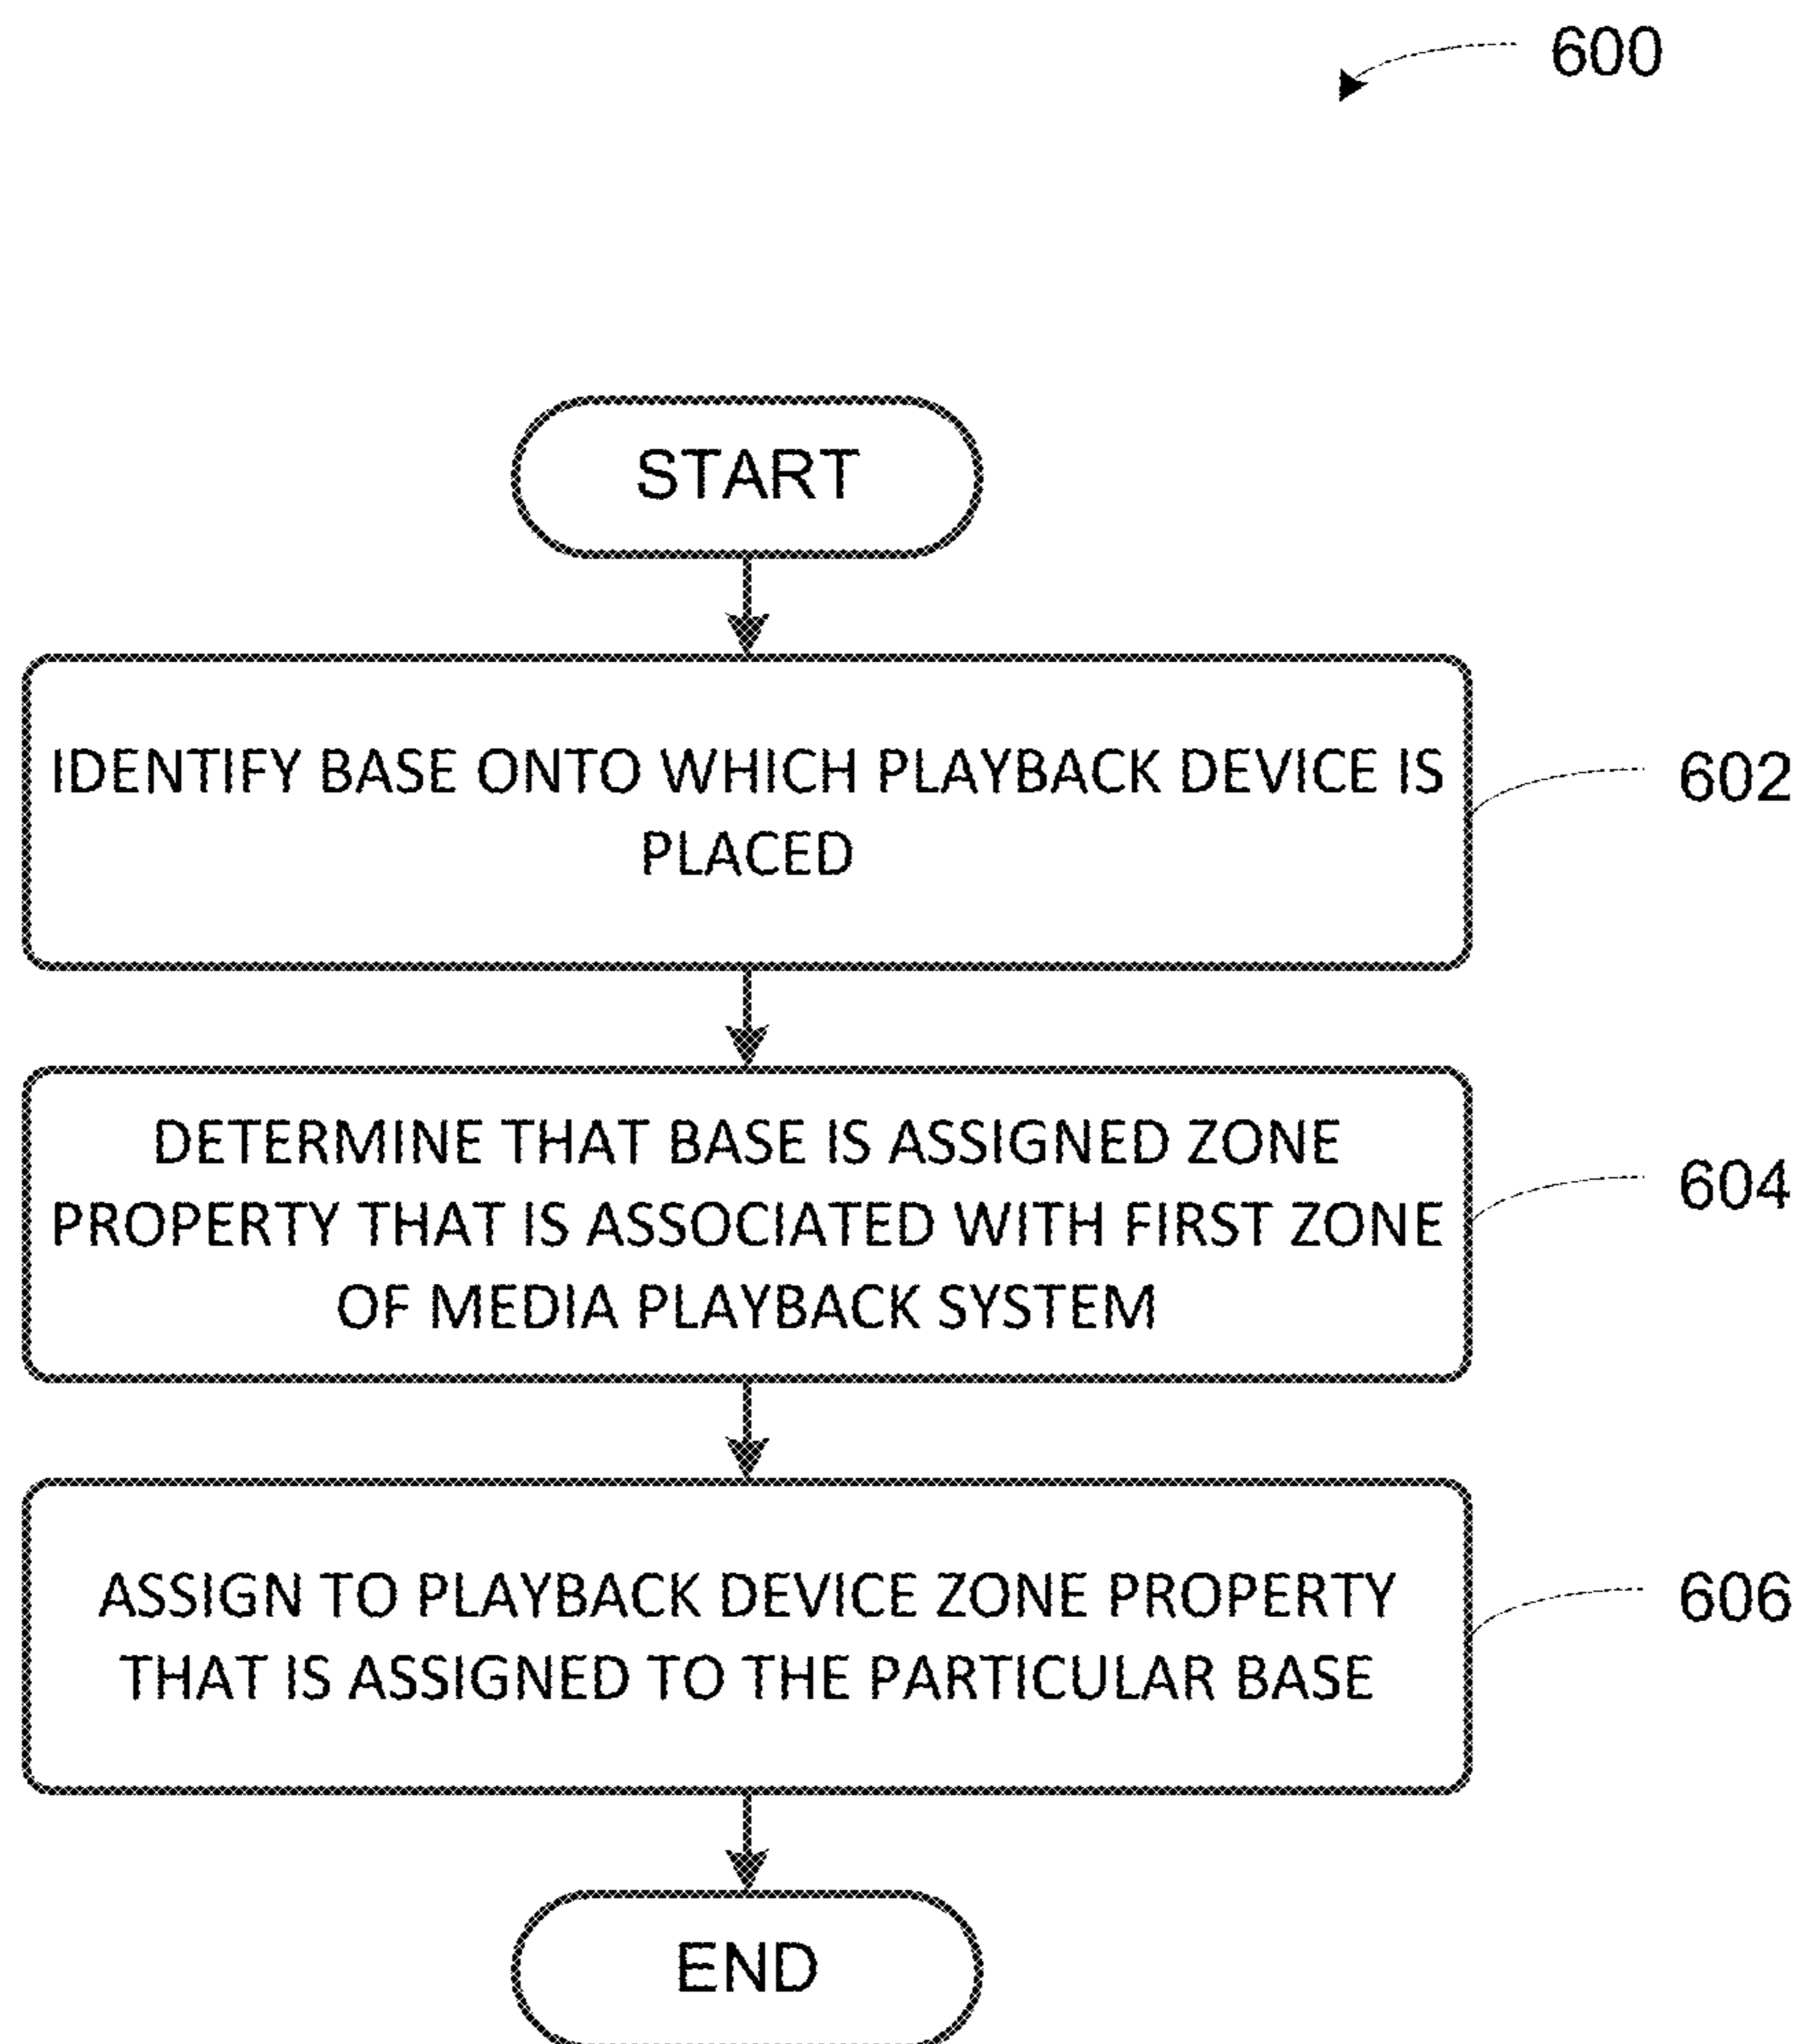 600
START
IDENTIFY BASE ONTO WHICH PLAYBACK DEVICE IS
PLACED
602
DETERMINE THAT BASE IS ASSIGNED ZONE
PROPERTY THAT IS ASSOCIATED WITH FIRST ZONE
OF MEDIA PLAYBACK SYSTEM
604
ASSIGN TO PLAYBACK DEVICE ZONE PROPERTY
THAT IS ASSIGNED TO THE PARTICULAR BASE
606
END